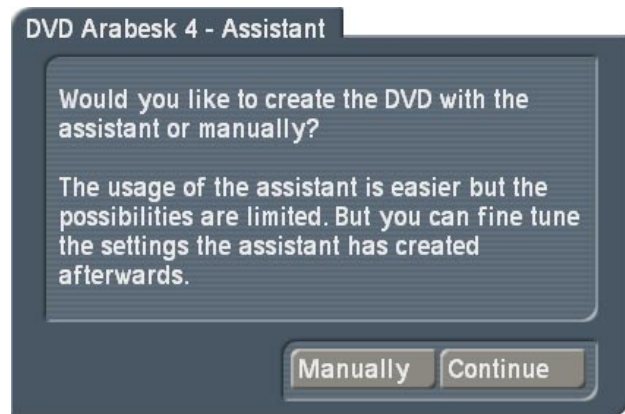 DVD Arabesk 4 - Assistant
Would you like to create the DVD with the
assistant or manually?
The usage of the assistant is easier but the
possibilities are limited. But you can fine tune
the settings the assistant has created
afterwards.
Manually Continue